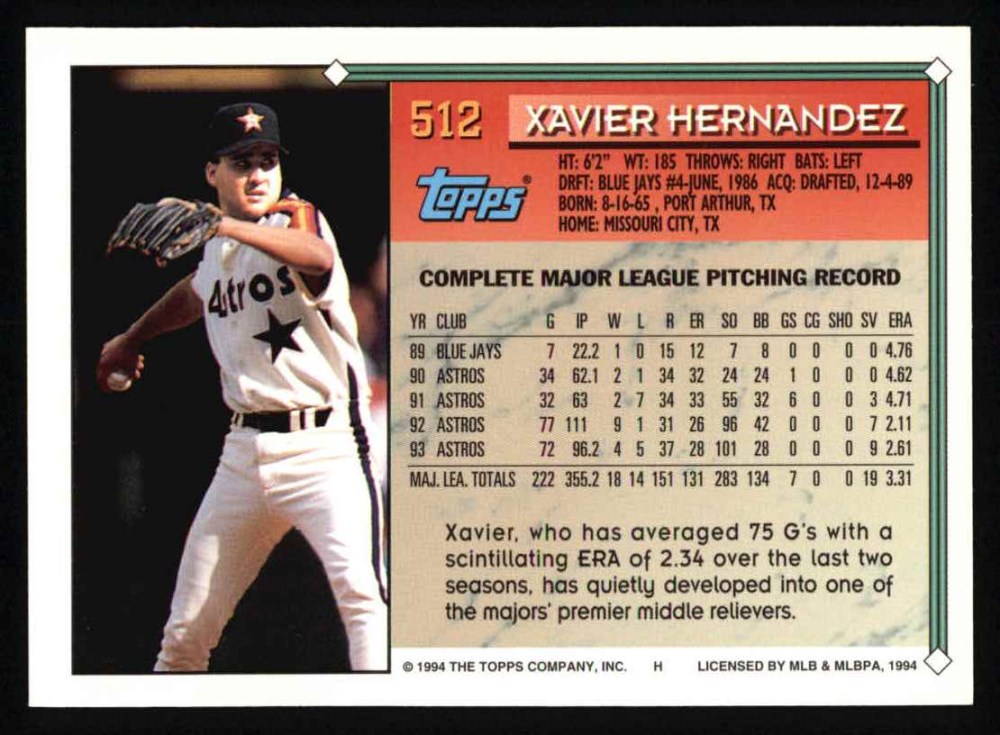 512 XAVIER HERNANDEZ
TOPPS®
HT: 6'2" WT: 185 THROWS: RIGHT BATS: LEFT
DRFT: BLUE JAYS #4-JUNE, 1986 ACQ: DRAFTED, 12-4-89
BORN: 8-16-65 , PORT ARTHUR, TX
HOME: MISSOURI CITY, TX
Astros
COMPLETE MAJOR LEAGUE PITCHING RECORD
YR CLUB G IP W L R ER SO BB GS CG SHO SV ERA
89 BLUE JAYS 7 22.2 1 0 15 12 7 8 0 0 0 0 4.76
90 ASTROS 34 62.1 2 1 34 32 24 24 1 0 0 0 4.62
91 ASTROS 32 63 2 7 34 33 55 32 6 0 0 3 4.71
92 ASTROS 77 111 9 1 31 26 96 42 0 0 0 7 2.11
93 ASTROS 72 96.2 4 5 37 28 101 28 0 0 0 9 2.61
MAJ. LEA. TOTALS 222 355.2 18 14 151 131 283 134 7 0 0 19 3.31
Xavier, who has averaged 75 G's with a
scintillating ERA of 2.34 over the last two
seasons, has quietly developed into one of
the majors' premier middle relievers.
© 1994 THE TOPPS COMPANY, INC. H LICENSED BY MLB & MLBPA, 1994